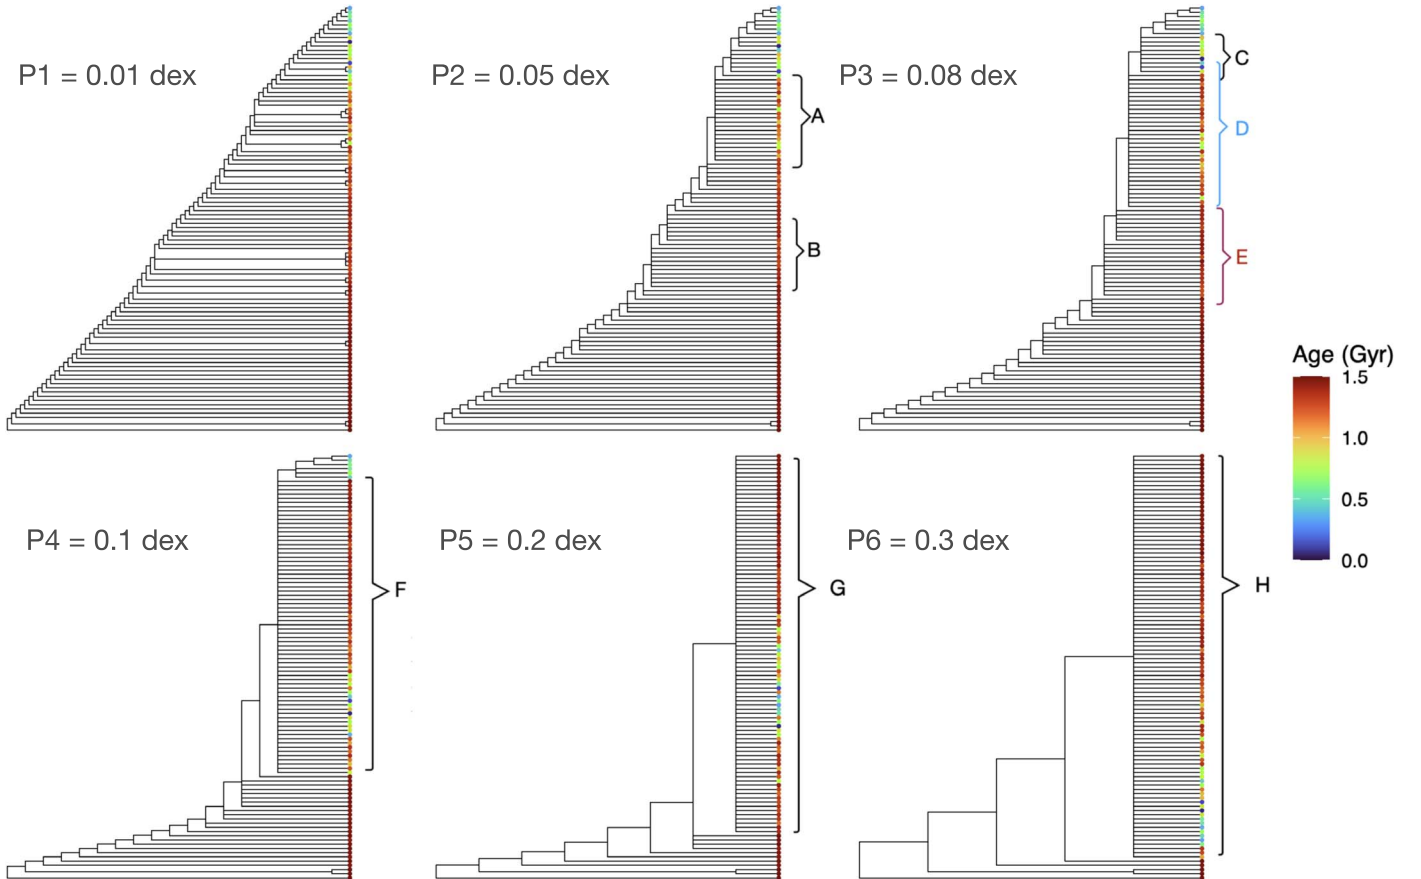 P1 = 0.01 dex
P2 = 0.05 dex
A
B
P3 = 0.08 dex
C
D
E
Age (Gyr)
1.5
1.0
0.5
0.0
P4 = 0.1 dex
F
P5 = 0.2 dex
G
P6 = 0.3 dex
H